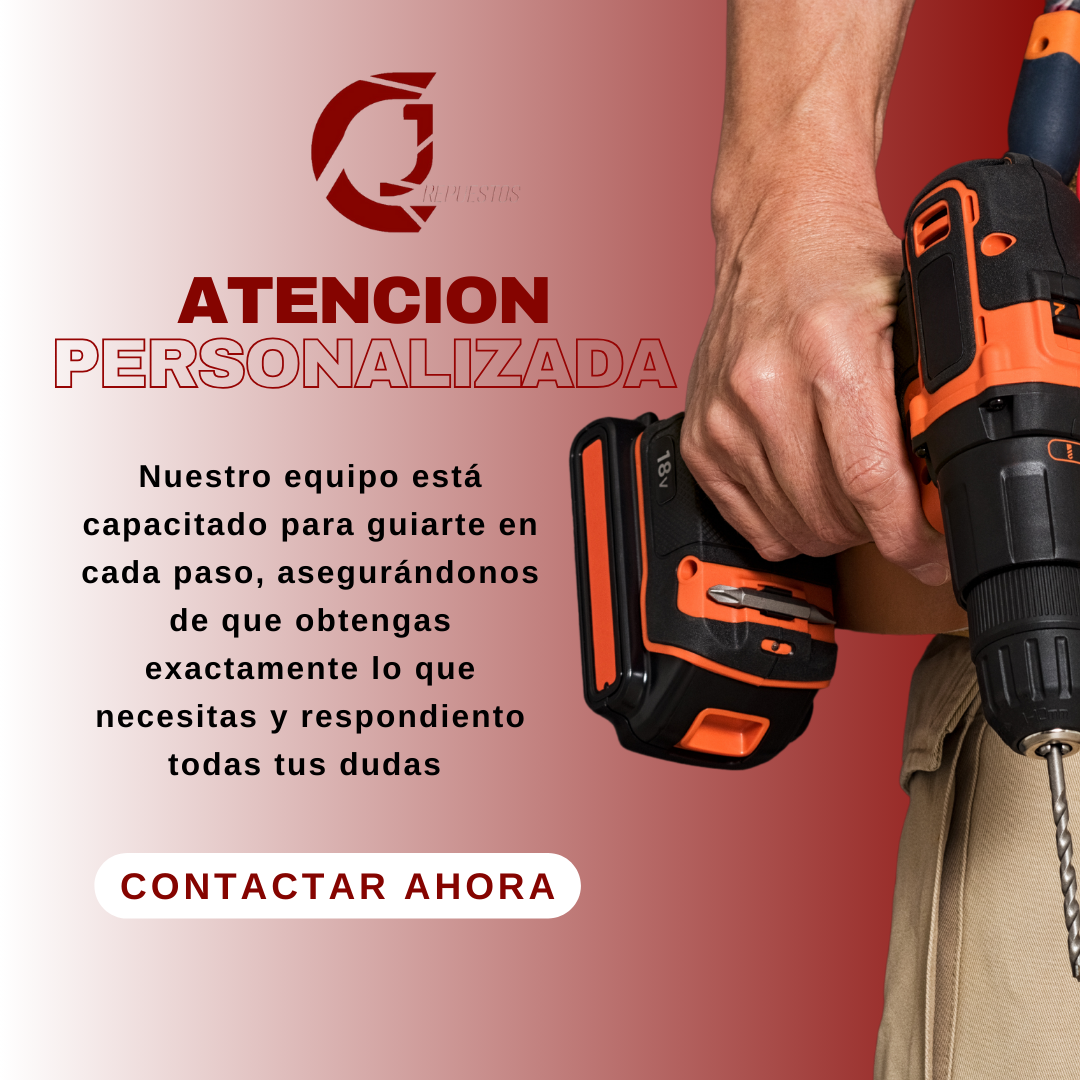 REPUESTOS
ATENCION
PERSONALIZADA
Nuestro equipo está
capacitado para guiarte en
cada paso, asegurándonos
de que obtengas
exactamente lo que
necesitas y respondiento
todas tus dudas
CONTACTAR AHORA
18V